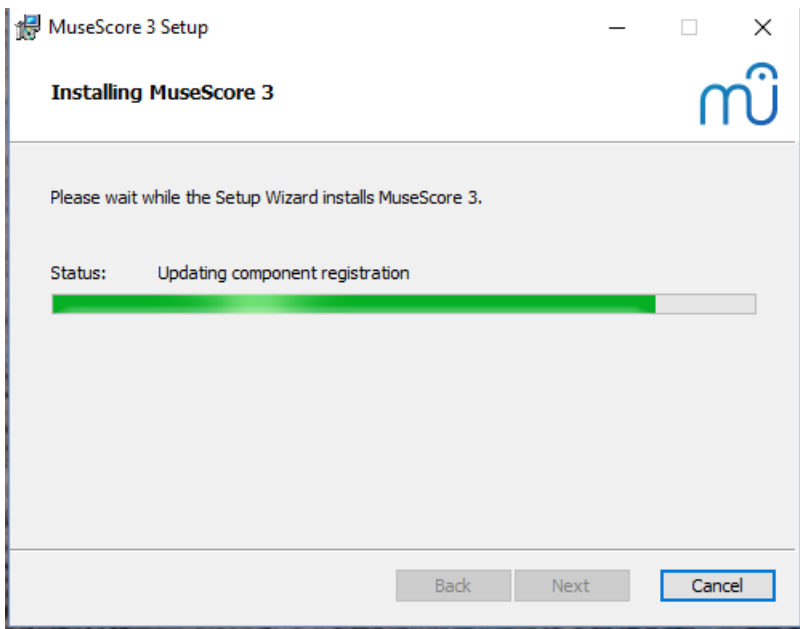 MuseScore 3 Setup
Installing MuseScore 3
mu
Please wait while the Setup Wizard installs MuseScore 3.
Status: Updating component registration
Back Next Cancel